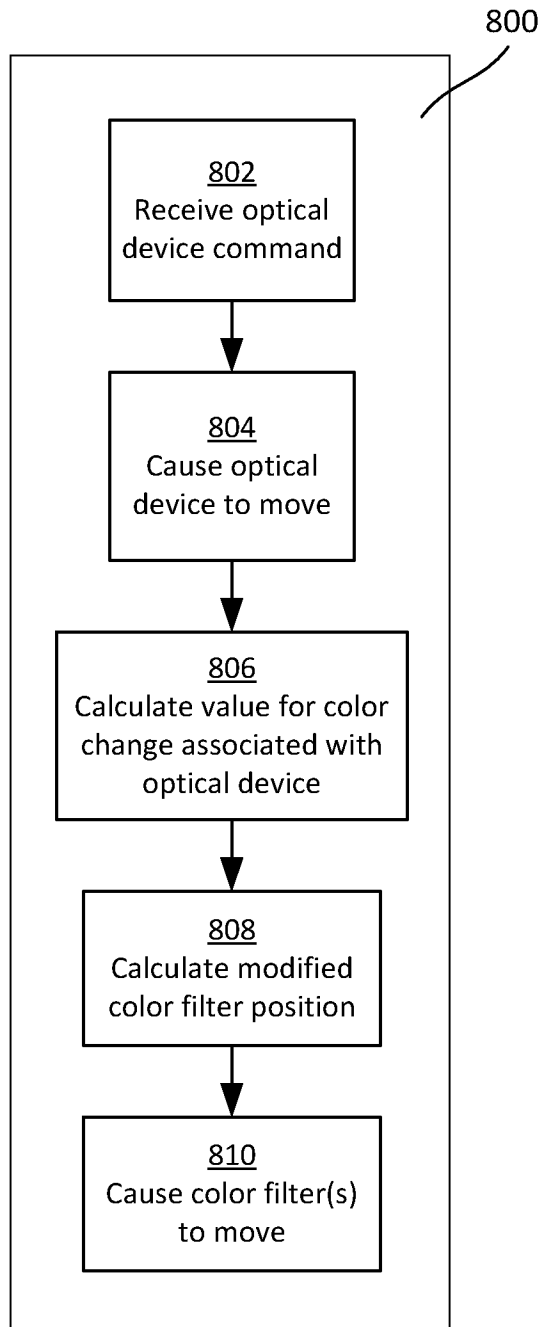 800
802
Receive optical
device command
804
Cause optical
device to move
806
Calculate value for color
change associated with
optical device
808
Calculate modified
color filter position
810
Cause color filter(s)
to move